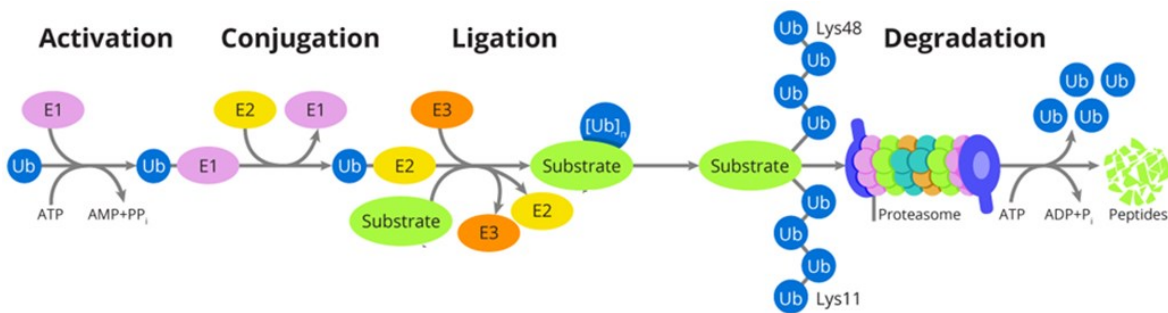 Activation
Conjugation
Ligation
Degradation
Ub
Lys48
Ub
Ub
Ub
Ub
Ub
Ub
Ub
E1
E2
E1
E3
[Ub]n
Ub
Ub
E1
Ub
E2
Substrate
Substrate
ATP
AMP+PPi
Substrate
E3
E2
Ub
Ub
Ub
Ub
Lys11
Proteasome
ATP
ADP+Pi
Peptides